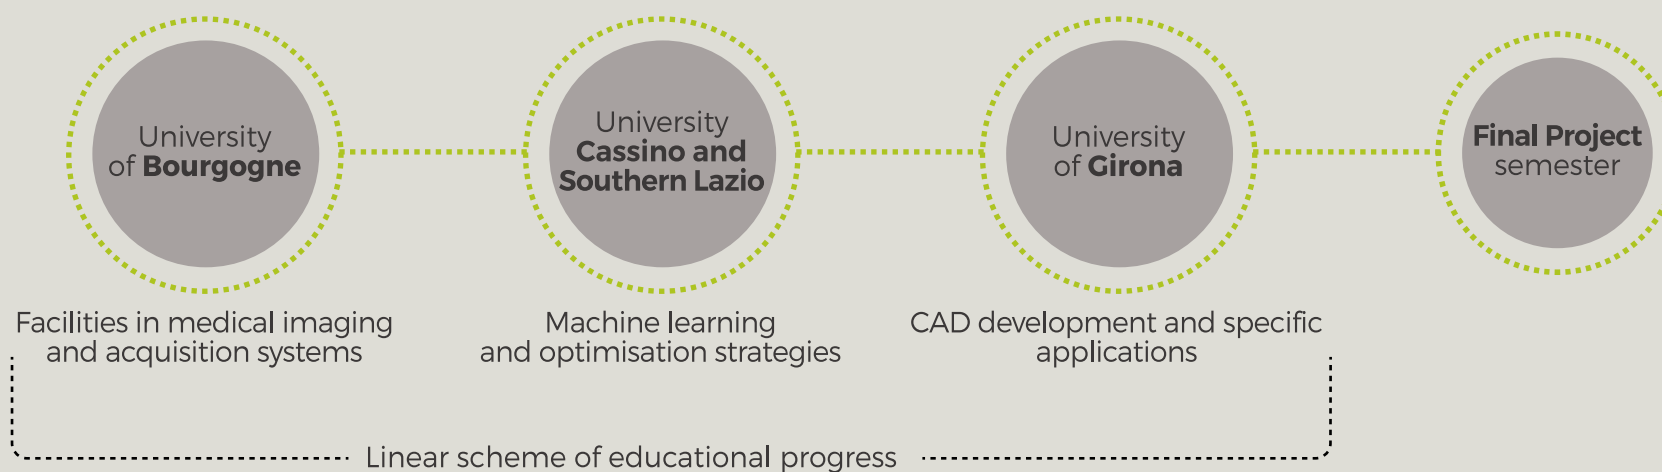 University
of Bourgogne
University
Cassino and
Southern Lazio
University
of Girona
Final Project
semester
Facilities in medical imaging
and acquisition systems
Machine learning
and optimisation strategies
CAD development and specific
applications
Linear scheme of educational progress